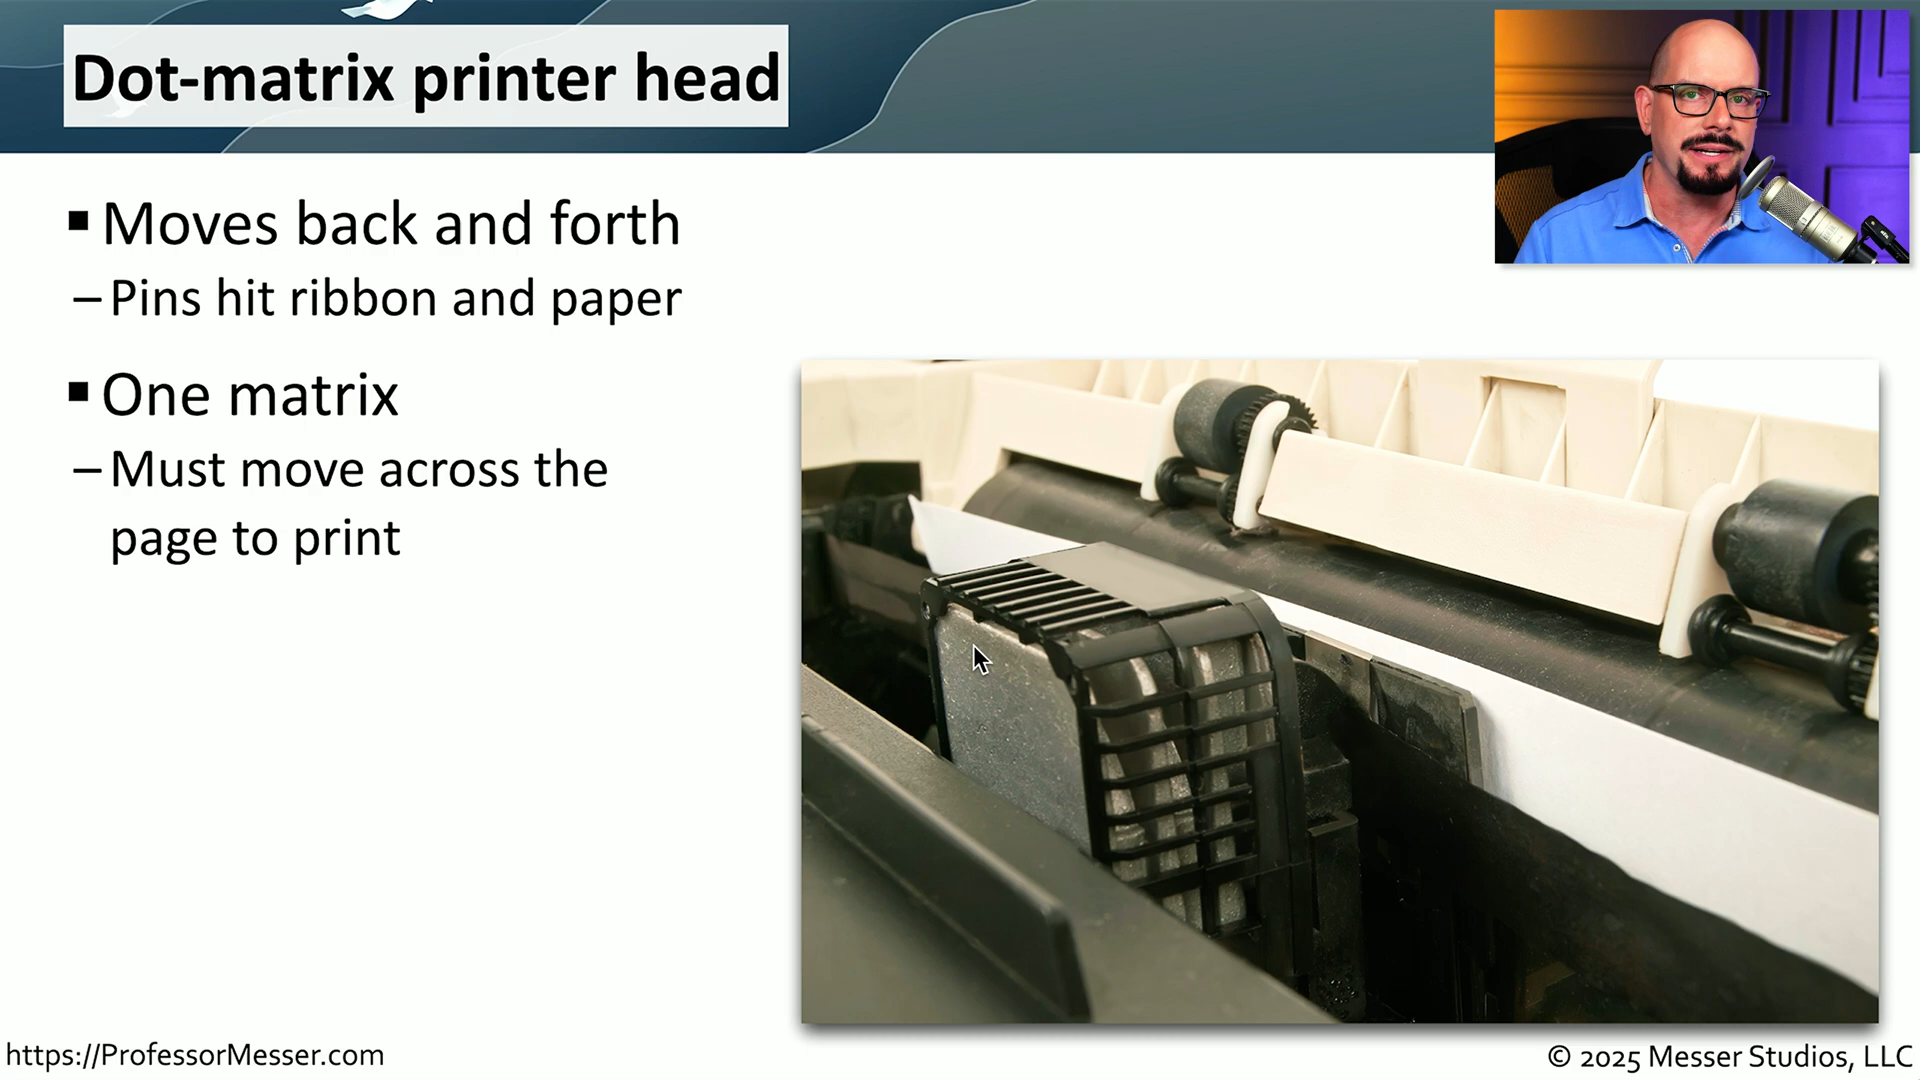 Dot-matrix printer head
▪ Moves back and forth
– Pins hit ribbon and paper
▪ One matrix
– Must move across the
page to print
https://ProfessorMesser.com
© 2025 Messer Studios, LLC